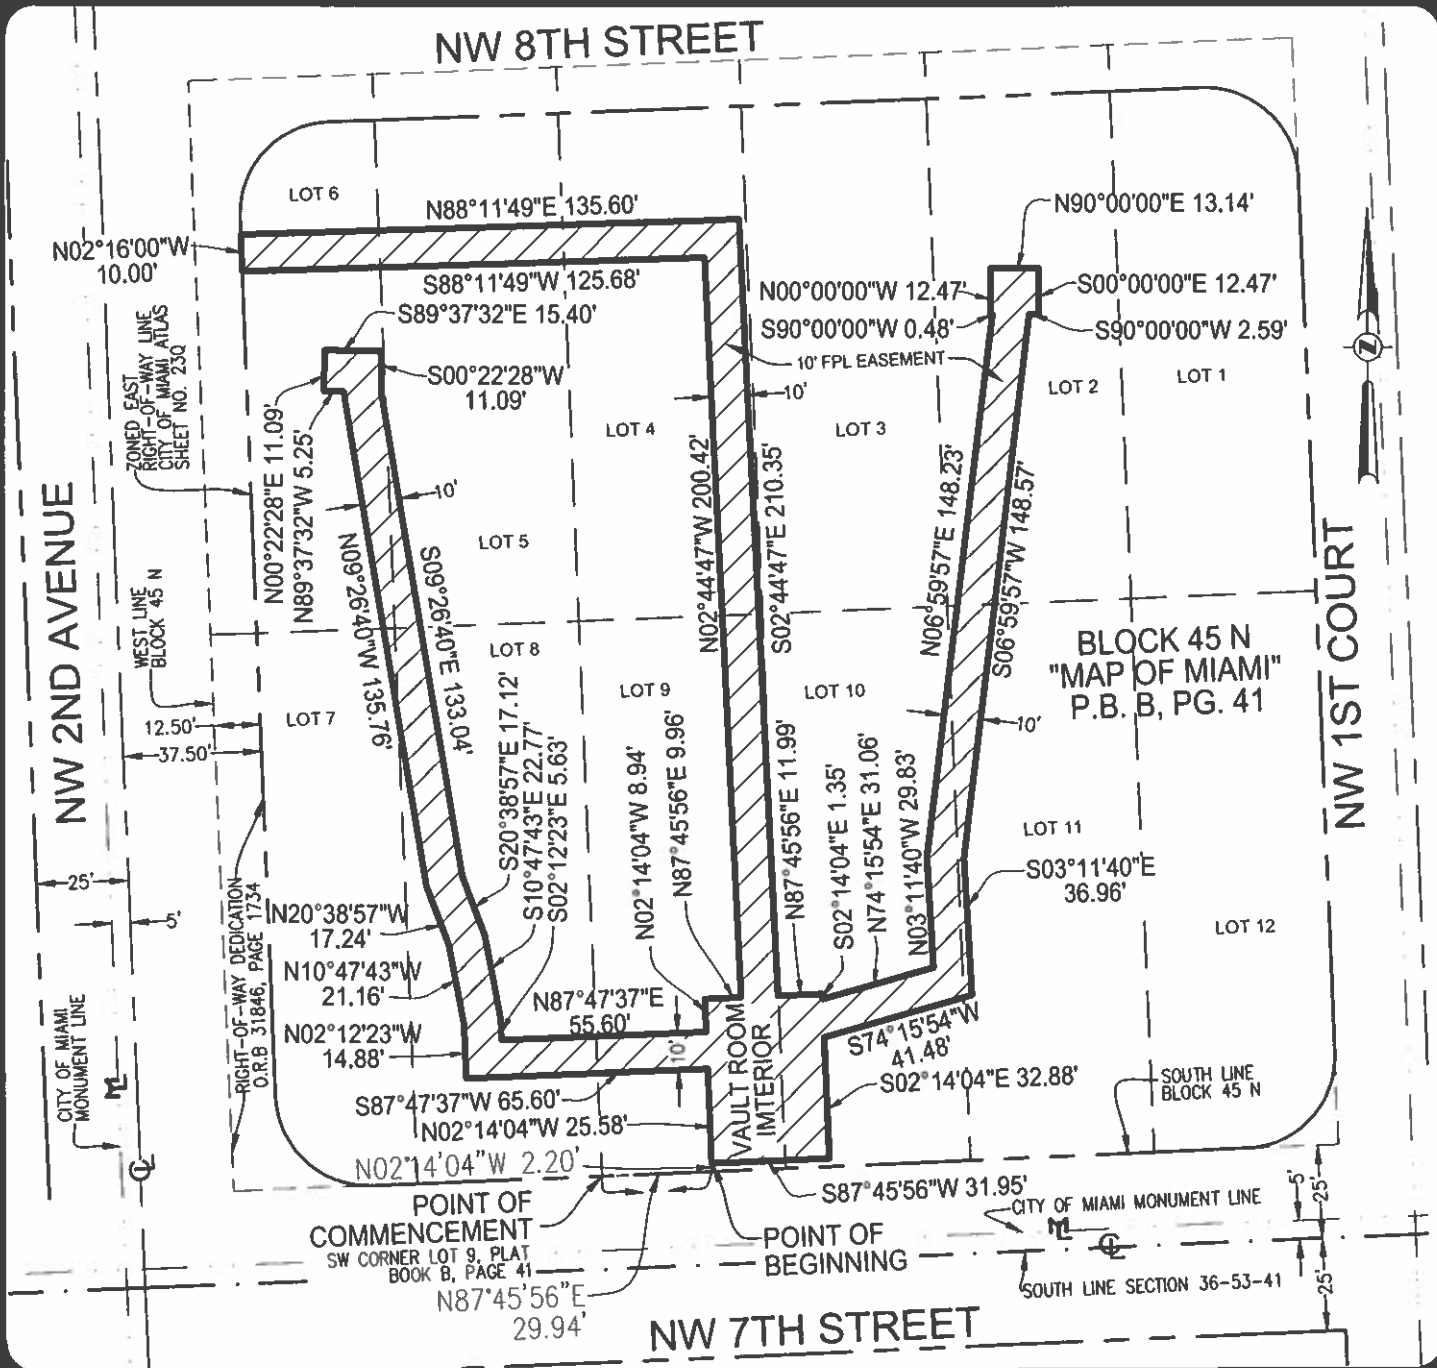 NW 8TH STREET
LOT 6
N88°11'49"E 135.60'
N90°00'00"E 13.14'
N02°16'00"W
10.00'
S88°11'49"W 125.68'
N00°00'00"W 12.47'
S00°00'00"E 12.47'
S89°37'32"E 15.40'
S90°00'00"W 0.48'
S90°00'00"W 2.59'
ZONED EAST
RIGHT-OF-WAY LINE
CITY OF MIAMI ATLAS
SHEET NO. 23Q
10' FPL EASEMENT
S00°22'28"W
11.09'
LOT 2
LOT 1
10'
LOT 4
LOT 3
N00°22'28"E 11.09'
N89°37'32"W 5.25'
10'
N02°44'47"W 200.42'
S02°44'47"E 210.35'
N06°59'57"E 148.23'
S06°59'57"W 148.57'
LOT 5
N09°26'40"W 135.76'
S09°26'40"E 133.04'
NW 2ND AVENUE
NW 1ST COURT
WEST LINE
BLOCK 45 N
LOT 8
LOT 9
LOT 10
BLOCK 45 N
"MAP OF MIAMI"
P.B. B, PG. 41
LOT 7
12.50'
37.50'
10'
S20°38'57"E 17.12'
S10°47'43"E 22.77'
S02°12'23"E 5.63'
N02°14'04"W 8.94'
N87°45'56"E 9.96'
N87°45'56"E 11.99'
S02°14'04"E 1.35'
N74°15'54"E 31.06'
N03°11'40"W 29.83'
LOT 11
S03°11'40"E
36.96'
25'
5'
RIGHT-OF-WAY DEDICATION
O.R.B 31846, PAGE 1734
N20°38'57"W
17.24'
LOT 12
N10°47'43"W
21.16'
N87°47'37"E
55.60'
N02°12'23"W
14.88'
10'
VAULT ROOM
IMTERIOR
S74°15'54"W
41.48'
CITY OF MIAMI
MONUMENT LINE
ML
S02°14'04"E 32.88'
SOUTH LINE
BLOCK 45 N
S87°47'37"W 65.60'
N02°14'04"W 25.58'
N02°14'04"W 2.20'
CL
S87°45'56"W 31.95'
POINT OF
COMMENCEMENT
SW CORNER LOT 9, PLAT
BOOK B, PAGE 41
CITY OF MIAMI MONUMENT LINE
5'
25'
ML
CL
POINT OF
BEGINNING
N87°45'56"E
29.94'
SOUTH LINE SECTION 36-53-41
25'
NW 7TH STREET
Z